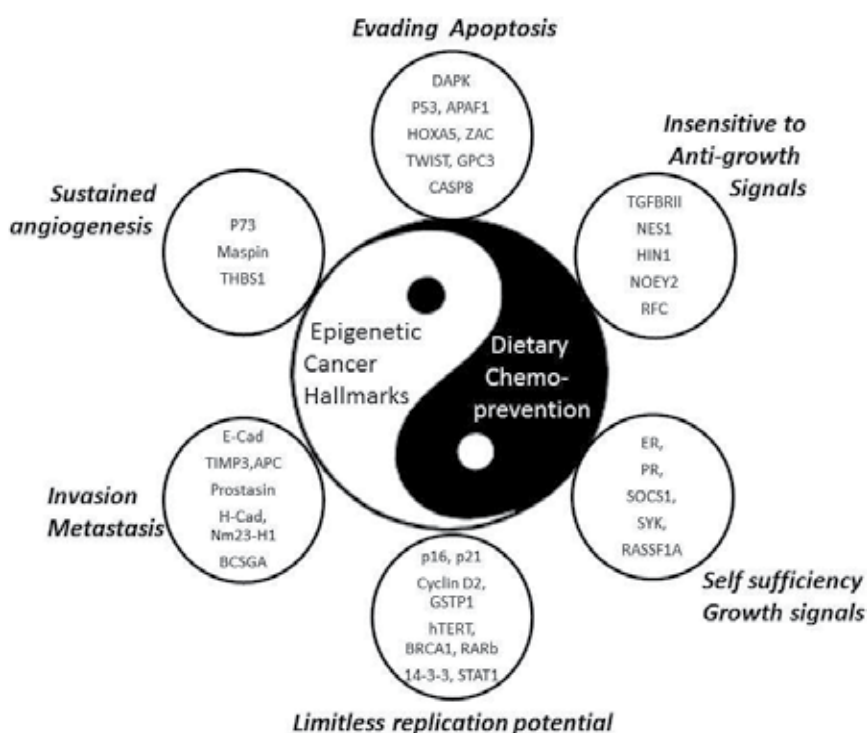 Evading Apoptosis
DAPK
P53, APAF1
HOXA5, ZAC
TWIST, GPC3
CASP8
Insensitive to
Anti-growth
Signals
TGFBRII
NES1
HIN1
NOEY2
RFC
Sustained
angiogenesis
P73
Maspin
THBS1
Epigenetic
Cancer
Hallmarks
Dietary
Chemo-
prevention
Invasion
Metastasis
E-Cad
TIMP3,APC
Prostasin
H-Cad,
Nm23-H1
BCSGA
ER,
PR,
SOCS1,
SYK,
RASSF1A
Self sufficiency
Growth signals
p16, p21
Cyclin D2,
GSTP1
hTERT,
BRCA1, RARb
14-3-3, STAT1
Limitless replication potential